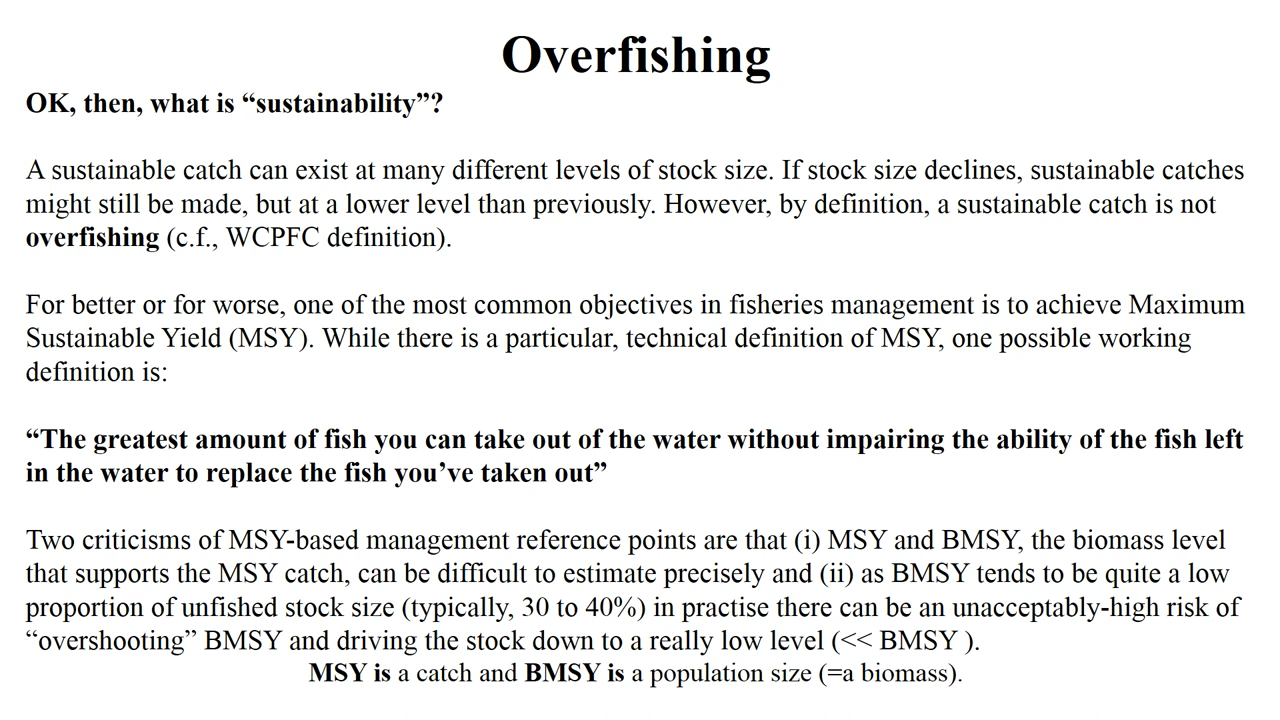 Overfishing
OK, then, what is “sustainability”?
A sustainable catch can exist at many different levels of stock size. If stock size declines, sustainable catches
might still be made, but at a lower level than previously. However, by definition, a sustainable catch is not
overfishing (c.f., WCPFC definition).
For better or for worse, one of the most common objectives in fisheries management is to achieve Maximum
Sustainable Yield (MSY). While there is a particular, technical definition of MSY, one possible working
definition is:
“The greatest amount of fish you can take out of the water without impairing the ability of the fish left
in the water to replace the fish you’ve taken out”
Two criticisms of MSY-based management reference points are that (i) MSY and BMSY, the biomass level
that supports the MSY catch, can be difficult to estimate precisely and (ii) as BMSY tends to be quite a low
proportion of unfished stock size (typically, 30 to 40%) in practise there can be an unacceptably-high risk of
“overshooting” BMSY and driving the stock down to a really low level (<< BMSY ).
MSY is a catch and BMSY is a population size (=a biomass).